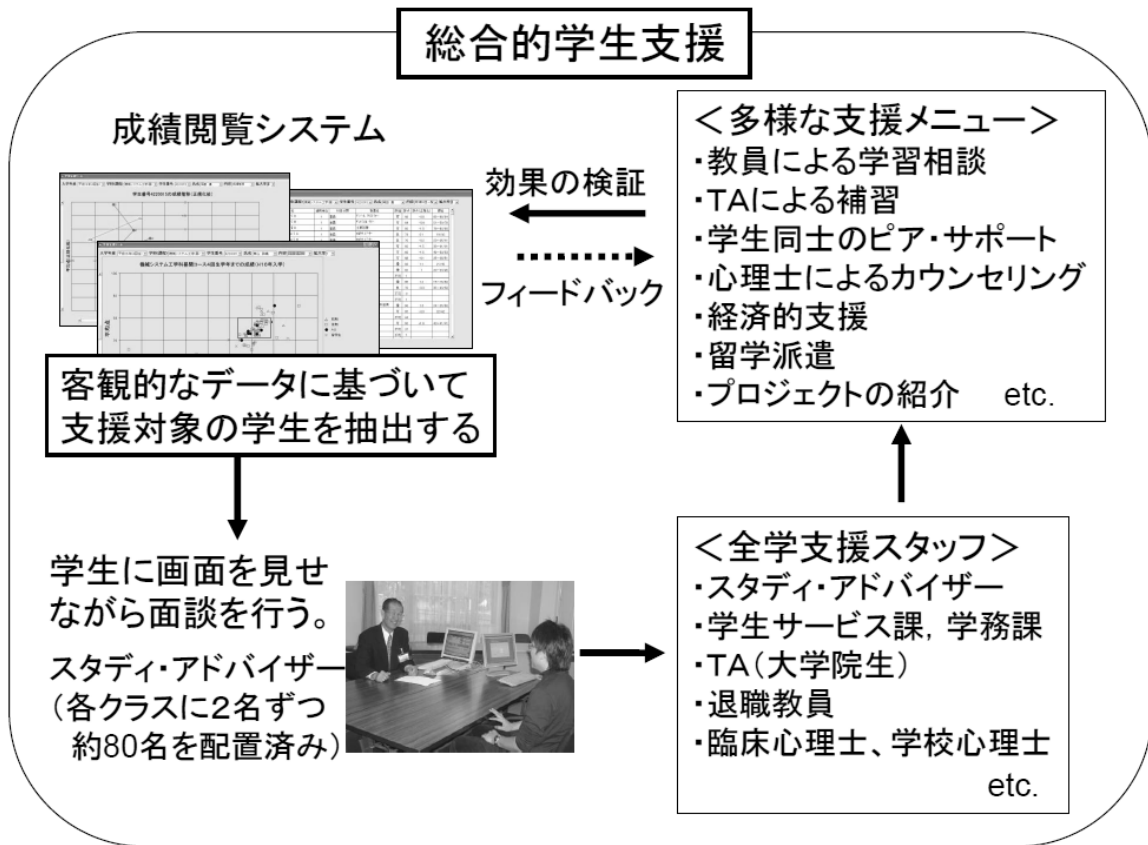 総合的学生支援
成績閲覧システム
客観的なデータに基づいて
支援対象の学生を抽出する
学生に画面を見せ
ながら面談を行う。
スタディ・アドバイザー
(各クラスに2名ずつ
約80名を配置済み)
効果の検証
フィードバック
<全学支援スタッフ>
・スタディ・アドバイザー
・学生サービス課, 学務課
・TA(大学院生)
・退職教員
・臨床心理士、学校心理士
etc.
<多様な支援メニュー>
・教員による学習相談
・TAによる補習
・学生同士のピア・サポート
・心理士によるカウンセリング
・経済的支援
・留学派遣
・プロジェクトの紹介 etc.